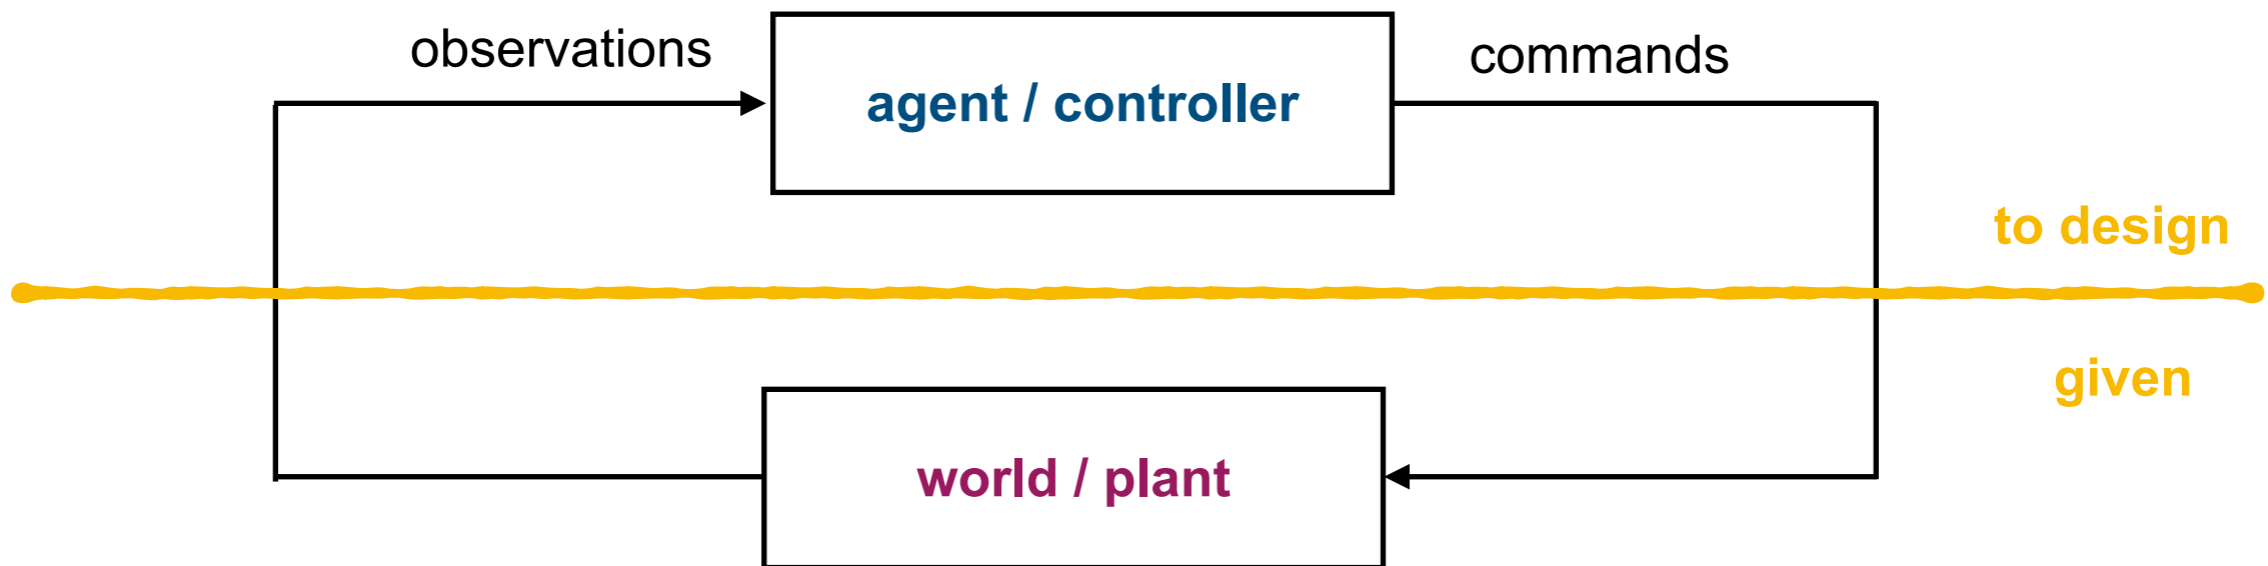 observations
commands
agent / controller
to design
given
world / plant